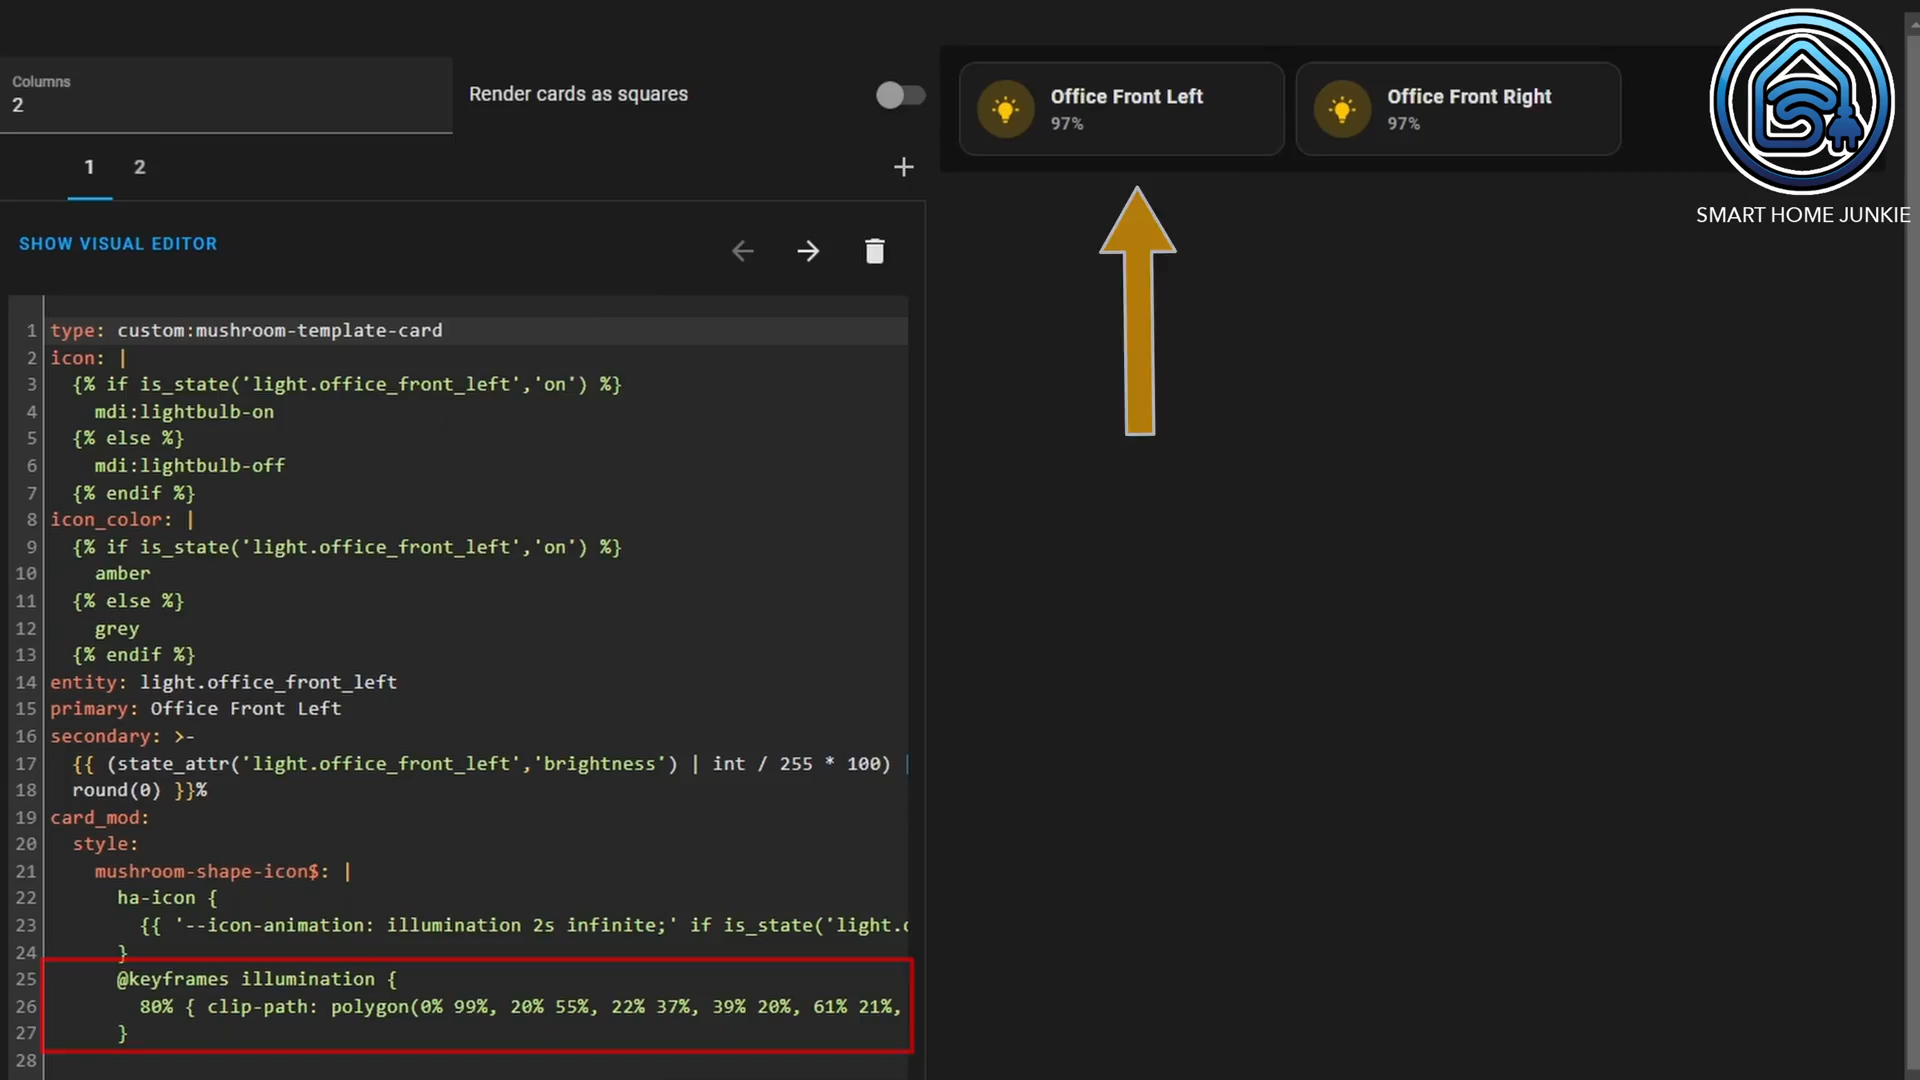 Columns
2
Render cards as squares
1 2 +
SHOW VISUAL EDITOR
1 type: custom:mushroom-template-card
2 icon: |
3 {% if is_state('light.office_front_left','on') %}
4 mdi:lightbulb-on
5 {% else %}
6 mdi:lightbulb-off
7 {% endif %}
8 icon_color: |
9 {% if is_state('light.office_front_left','on') %}
10 amber
11 {% else %}
12 grey
13 {% endif %}
14 entity: light.office_front_left
15 primary: Office Front Left
16 secondary: >-
17 {{ (state_attr('light.office_front_left','brightness') | int / 255 * 100) |
18 round(0) }}%
19 card_mod:
20 style:
21 mushroom-shape-icon$: |
22 ha-icon {
23 {{ '--icon-animation: illumination 2s infinite;' if is_state('light.
24 }
25 @keyframes illumination {
26 80% { clip-path: polygon(0% 99%, 20% 55%, 22% 37%, 39% 20%, 61% 21%,
27 }
28
Office Front Left
97%
Office Front Right
97%
SMART HOME JUNKIE